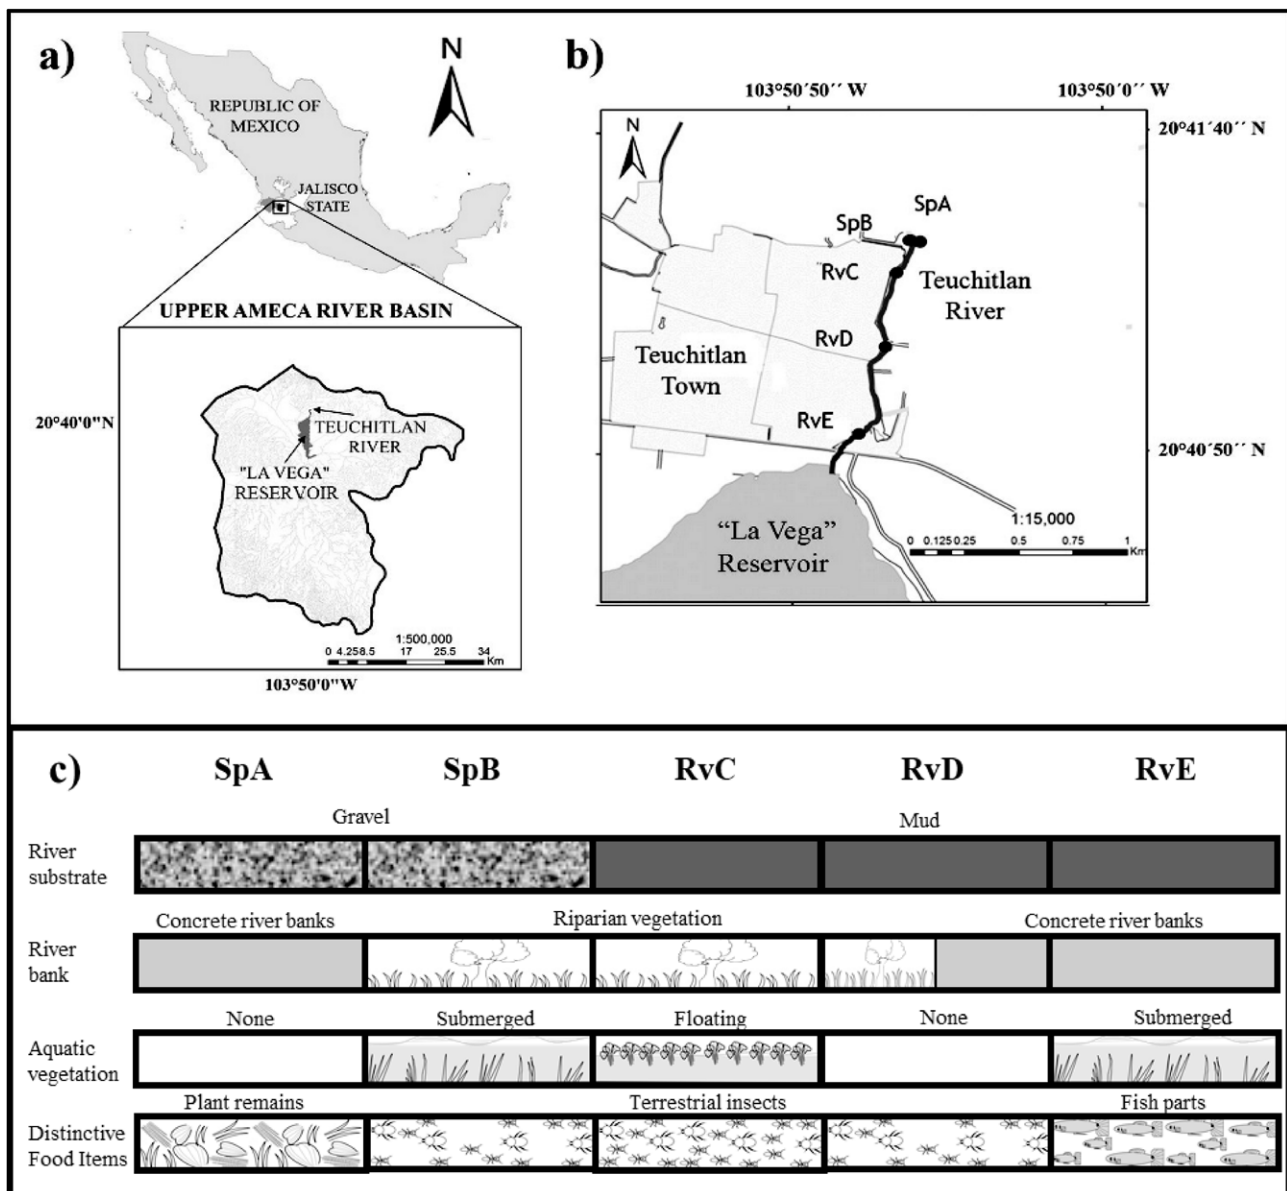 a)
N
REPUBLIC OF
MEXICO
JALISCO
STATE
UPPER AMECA RIVER BASIN
20°40'0"N
TEUCHITLAN
RIVER
"LA VEGA"
RESERVOIR
1:500,000
0 4.25 8.5 17 25.5 34
Km
103°50'0"W
b)
103°50'50'' W
103°50'0'' W
20°41'40'' N
N
SpA
SpB
RvC
Teuchitlan
River
RvD
Teuchitlan
Town
RvE
20°40'50'' N
1:15,000
0 0.125 0.25 0.5 0.75 1
Km
“La Vega”
Reservoir
c)
SpA SpB RvC RvD RvE
Gravel Mud
River
substrate
Concrete river banks Riparian vegetation Concrete river banks
River
bank
None Submerged Floating None Submerged
Aquatic
vegetation
Plant remains Terrestrial insects Fish parts
Distinctive
Food Items